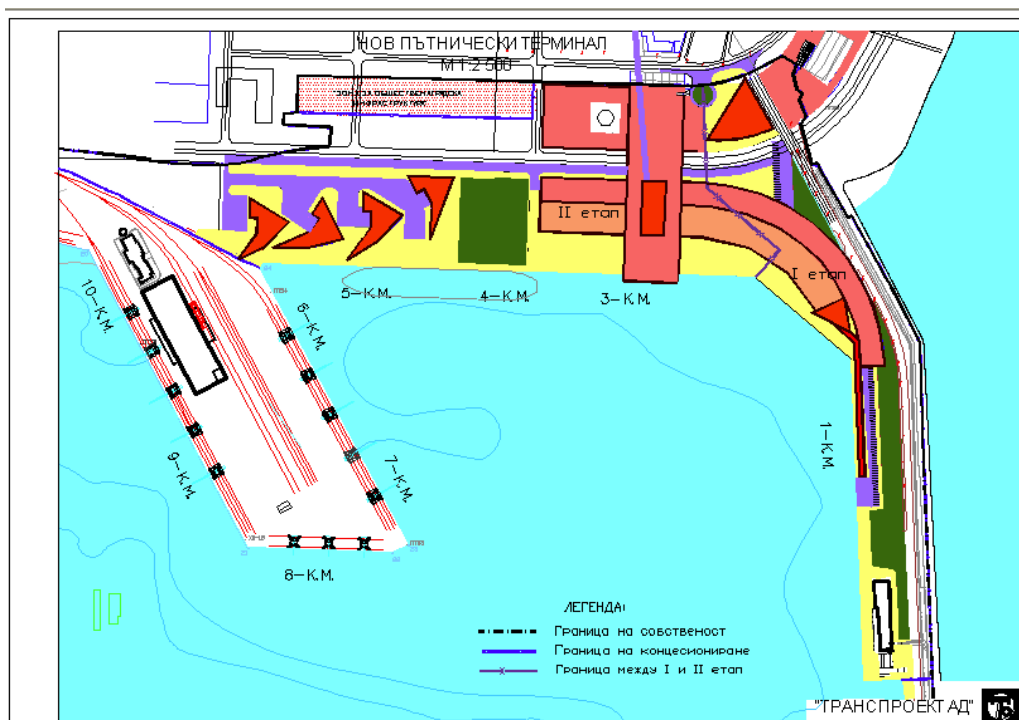 НОВ ПЪТНИЧЕСКИ ТЕРМИНАЛ
М 1:2 500
II етап
I етап
5-К.М.
4-К.М.
3-К.М.
10-К.М.
6-К.М.
1-К.М.
9-К.М.
7-К.М.
8-К.М.
ЛЕГЕНДА:
Граница на собственост
Граница на концесиониране
Граница между I и II етап
"ТРАНСПРОЕКТ АД"